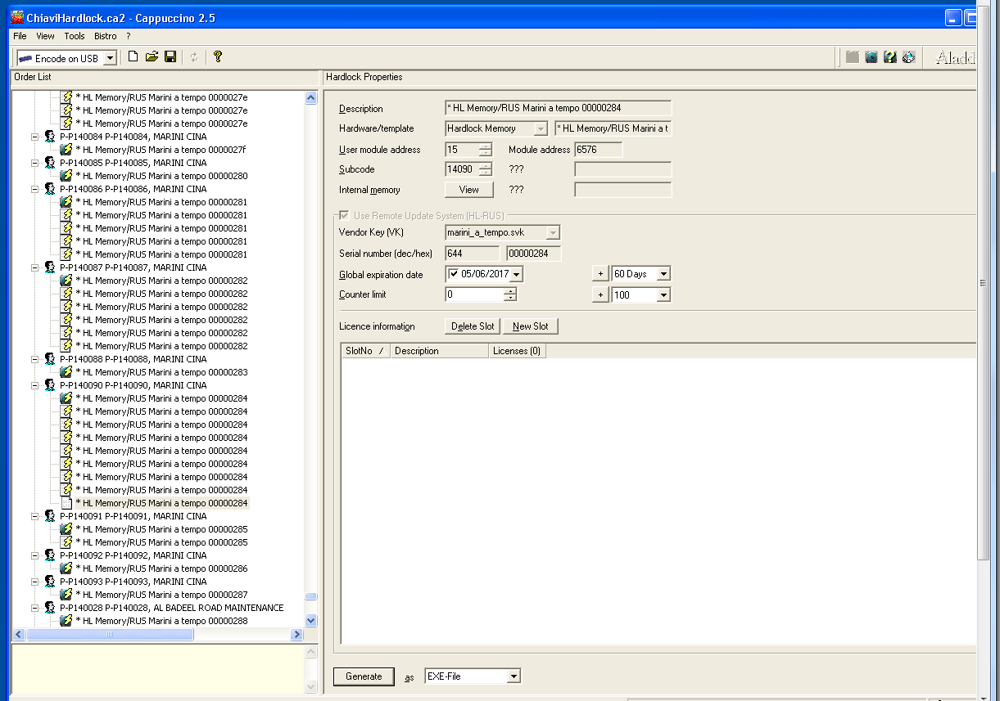 ChiaviHardlock.ca2 - Cappuccino 2.5
File View Tools Bistro ?
Encode on USB
Aladd
Order List
* HL Memory/RUS Marini a tempo 0000027e
* HL Memory/RUS Marini a tempo 0000027e
* HL Memory/RUS Marini a tempo 0000027e
P-P140084 P-P140084, MARINI CINA
* HL Memory/RUS Marini a tempo 0000027f
P-P140085 P-P140085, MARINI CINA
* HL Memory/RUS Marini a tempo 00000280
P-P140086 P-P140086, MARINI CINA
* HL Memory/RUS Marini a tempo 00000281
* HL Memory/RUS Marini a tempo 00000281
* HL Memory/RUS Marini a tempo 00000281
* HL Memory/RUS Marini a tempo 00000281
* HL Memory/RUS Marini a tempo 00000281
P-P140087 P-P140087, MARINI CINA
* HL Memory/RUS Marini a tempo 00000282
* HL Memory/RUS Marini a tempo 00000282
* HL Memory/RUS Marini a tempo 00000282
* HL Memory/RUS Marini a tempo 00000282
* HL Memory/RUS Marini a tempo 00000282
* HL Memory/RUS Marini a tempo 00000282
P-P140088 P-P140088, MARINI CINA
* HL Memory/RUS Marini a tempo 00000283
P-P140090 P-P140090, MARINI CINA
* HL Memory/RUS Marini a tempo 00000284
* HL Memory/RUS Marini a tempo 00000284
* HL Memory/RUS Marini a tempo 00000284
* HL Memory/RUS Marini a tempo 00000284
* HL Memory/RUS Marini a tempo 00000284
* HL Memory/RUS Marini a tempo 00000284
* HL Memory/RUS Marini a tempo 00000284
* HL Memory/RUS Marini a tempo 00000284
* HL Memory/RUS Marini a tempo 00000284
P-P140091 P-P140091, MARINI CINA
* HL Memory/RUS Marini a tempo 00000285
* HL Memory/RUS Marini a tempo 00000285
P-P140092 P-P140092, MARINI CINA
* HL Memory/RUS Marini a tempo 00000286
P-P140093 P-P140093, MARINI CINA
* HL Memory/RUS Marini a tempo 00000287
P-P140028 P-P140028, AL BADEEL ROAD MAINTENANCE
* HL Memory/RUS Marini a tempo 00000288
Hardlock Properties
Description * HL Memory/RUS Marini a tempo 00000284
Hardware/template Hardlock Memory * HL Memory/RUS Marini a t
User module address 15 Module address 6576
Subcode 14090 ???
Internal memory View ???
Use Remote Update System (HL-RUS)
Vendor Key (VK) marini_a_tempo.svk
Serial number (dec/hex) 644 00000284
Global expiration date 05/06/2017 + 60 Days
Counter limit 0 + 100
Licence information Delete Slot New Slot
SlotNo / Description Licenses (0)
Generate as EXE-File